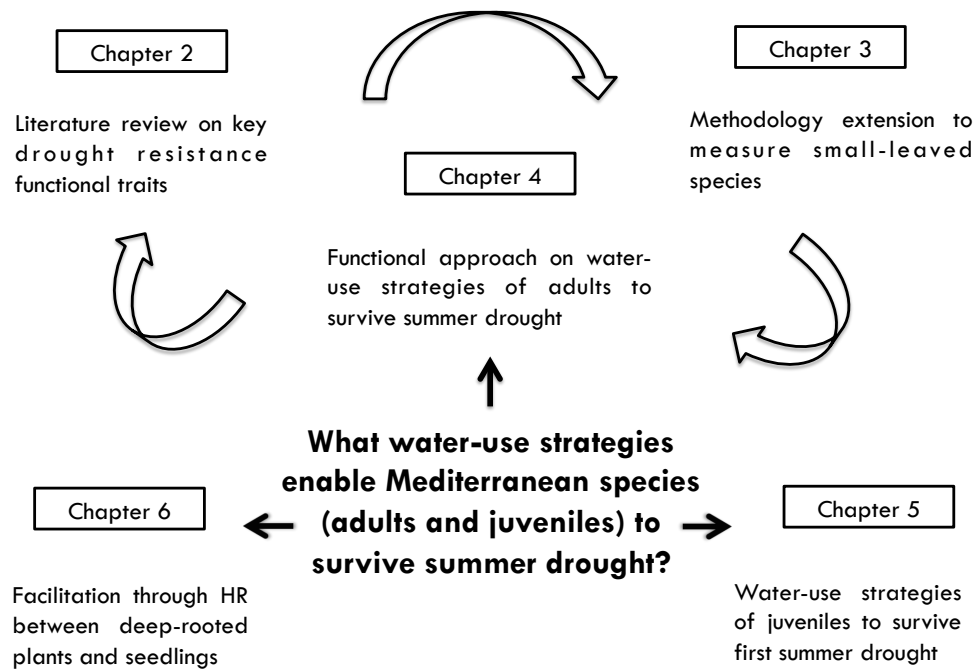 Chapter 2
Literature review on key
drought resistance
functional traits
Chapter 3
Methodology extension to
measure small-leaved
species
Chapter 4
Functional approach on water-
use strategies of adults to
survive summer drought
What water-use strategies
enable Mediterranean species
(adults and juveniles) to
survive summer drought?
Chapter 6
Facilitation through HR
between deep-rooted
plants and seedlings
Chapter 5
Water-use strategies
of juveniles to survive
first summer drought